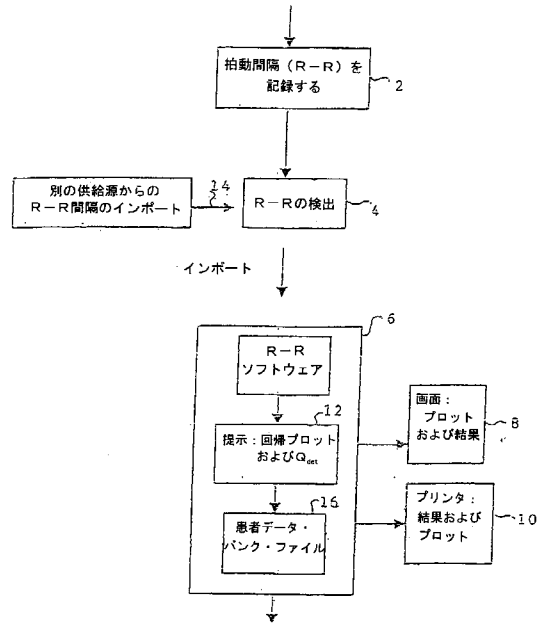 拍動間隔（R－R）を
記録する
2
別の供給源からの
R－R間隔のインポート
14
R－Rの検出
4
インポート
6
R－R
ソフトウェア
12
提示：回帰プロット
およびQdet
画面：
プロット
および結果
8
16
患者データ・
バンク・ファイル
プリンタ：
結果および
プロット
10